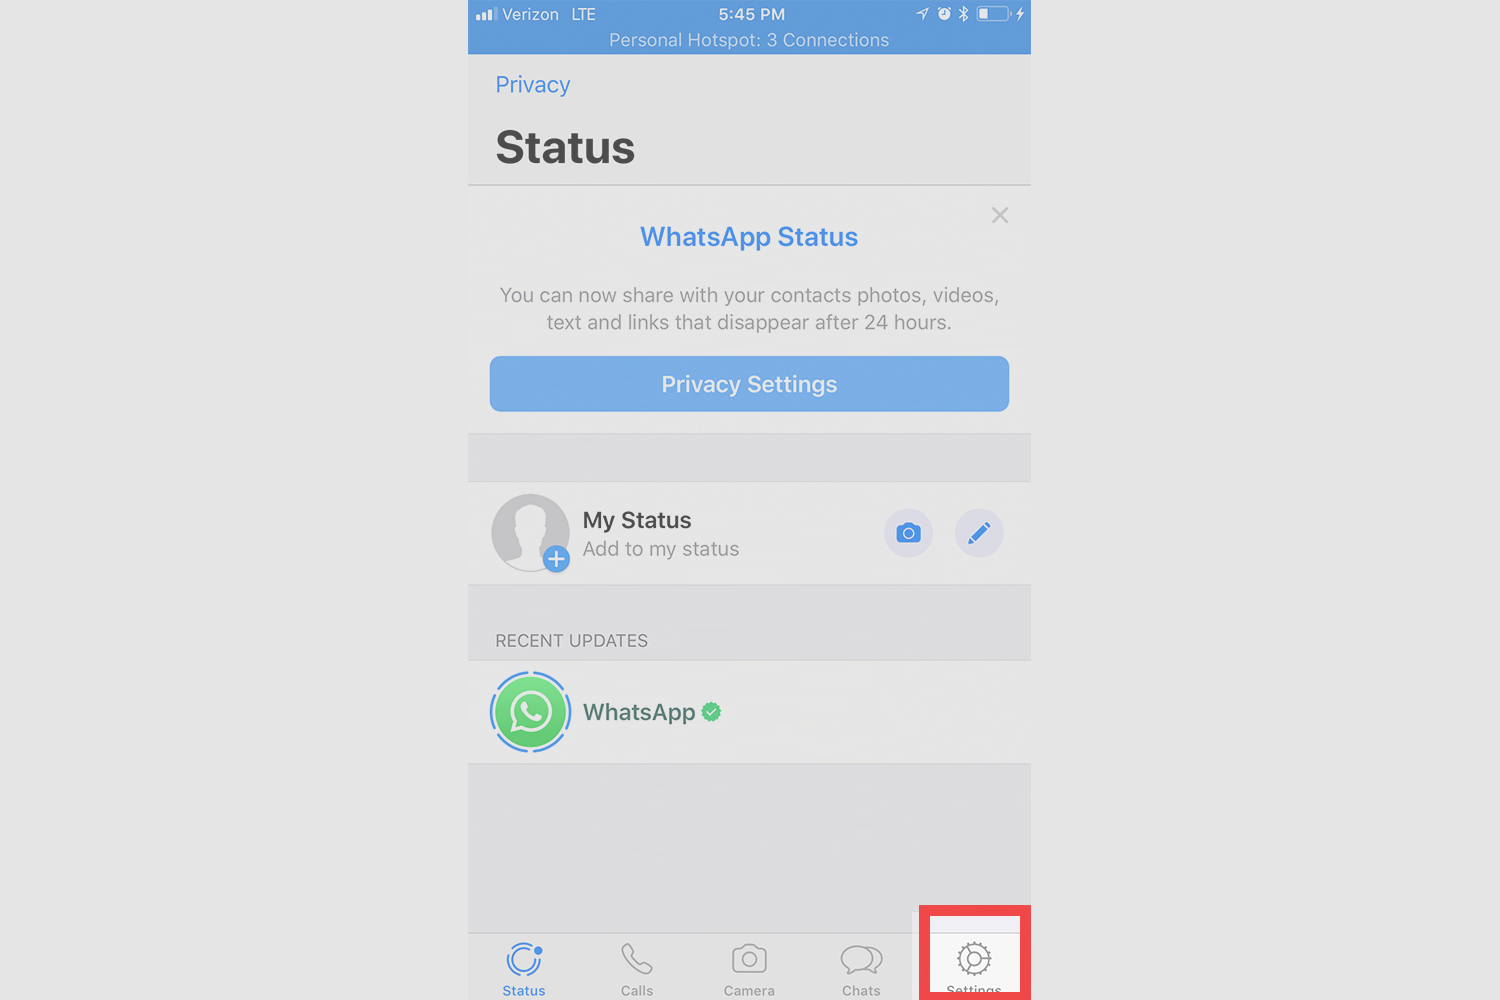 Verizon LTE 5:45 PM
Personal Hotspot: 3 Connections
Privacy
Status
WhatsApp Status
You can now share with your contacts photos, videos,
text and links that disappear after 24 hours.
Privacy Settings
My Status
Add to my status
RECENT UPDATES
WhatsApp
Status Calls Camera Chats Settings